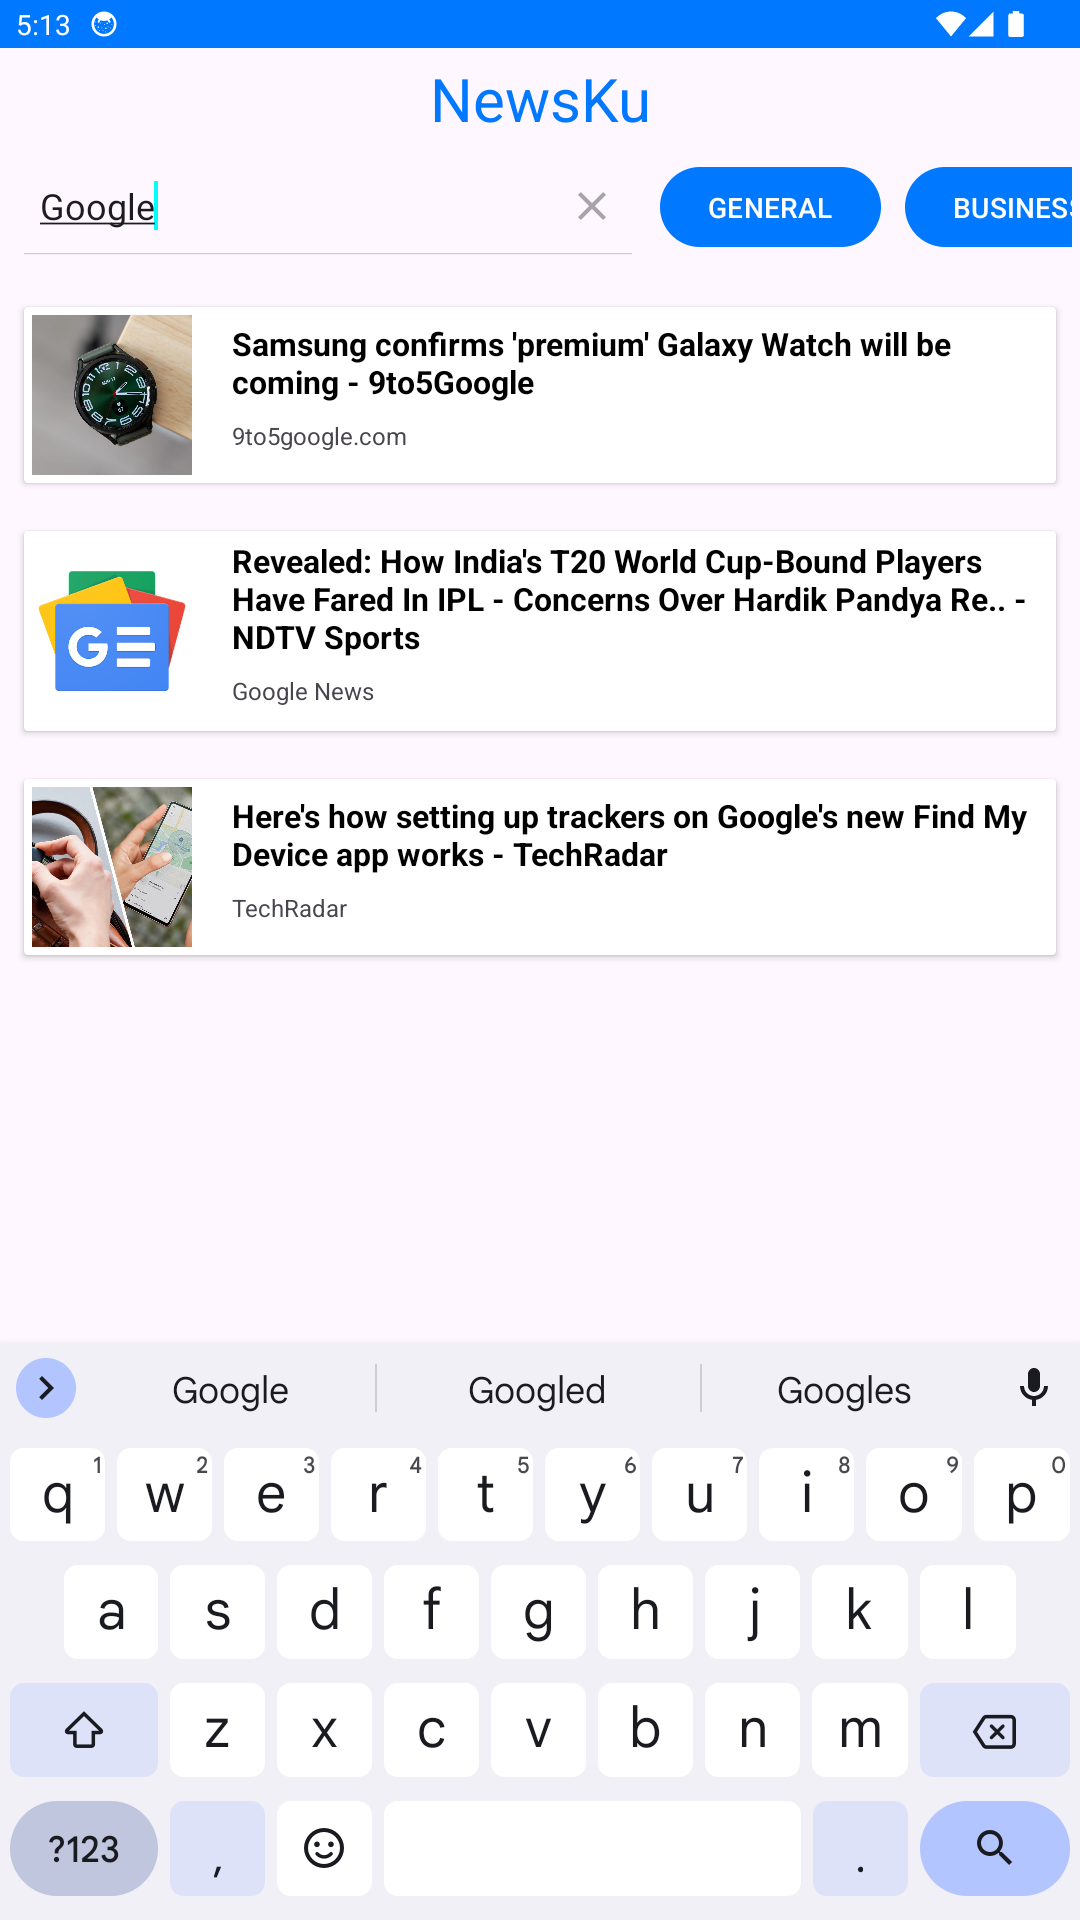 5:13
NewsKu
Google
GENERAL
BUSINES
Samsung confirms 'premium' Galaxy Watch will be
coming - 9to5Google
9to5google.com
Revealed: How India's T20 World Cup-Bound Players
Have Fared In IPL - Concerns Over Hardik Pandya Re.. -
NDTV Sports
Google News
Here's how setting up trackers on Google's new Find My
Device app works - TechRadar
TechRadar
Google Googled Googles
q 1 w 2 e 3 r 4 t 5 y 6 u 7 i 8 o 9 p 0
a s d f g h j k l
z x c v b n m
?123 , .